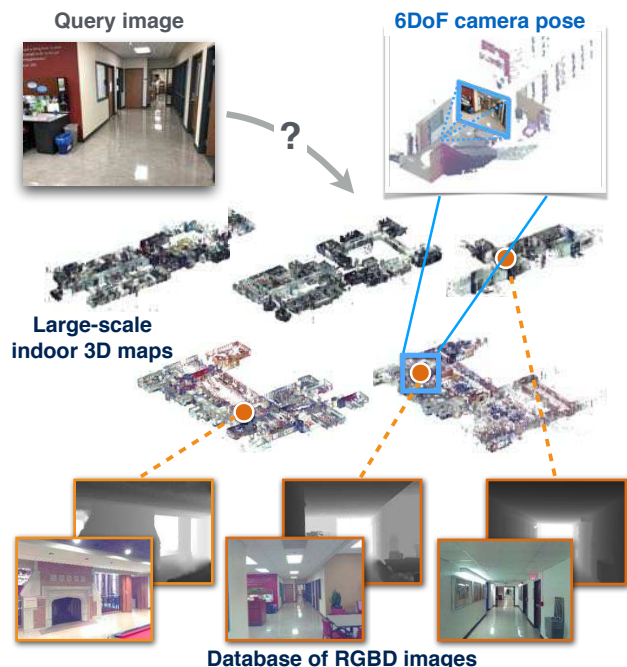 Query image
6DoF camera pose
?
Large-scale
indoor 3D maps
Database of RGBD images